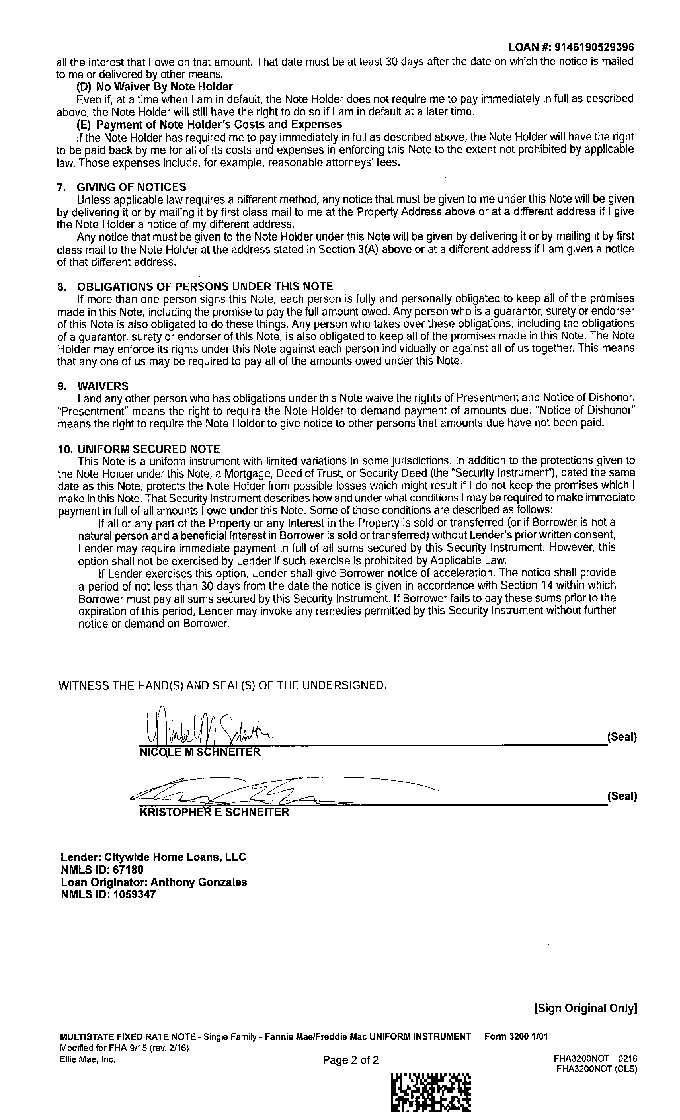 LOAN #: 9146190529396
all the interest that I owe on that amount. That date must be at least 30 days after the date on which the notice is mailed
to me or delivered by other means.
(D) No Waiver By Note Holder
Even if, at a time when I am in default, the Note Holder does not require me to pay immediately in full as described
above, the Note Holder will still have the right to do so if I am in default at a later time.
(E) Payment of Note Holder's Costs and Expenses
If the Note Holder has required me to pay immediately in full as described above, the Note Holder will have the right
to be paid back by me for all of its costs and expenses in enforcing this Note to the extent not prohibited by applicable
law. Those expenses include, for example, reasonable attorneys' fees.
7. GIVING OF NOTICES
Unless applicable law requires a different method, any notice that must be given to me under this Note will be given
by delivering it or by mailing it by first class mail to me at the Property Address above or at a different address if I give
the Note Holder a notice of my different address.
Any notice that must be given to the Note Holder under this Note will be given by delivering it or by mailing it by first
class mail to the Note Holder at the address stated in Section 3(A) above or at a different address if I am given a notice
of that different address.
8. OBLIGATIONS OF PERSONS UNDER THIS NOTE
If more than one person signs this Note, each person is fully and personally obligated to keep all of the promises
made in this Note, including the promise to pay the full amount owed. Any person who is a guarantor, surety or endorser
of this Note is also obligated to do these things. Any person who takes over these obligations, including the obligations
of a guarantor, surety or endorser of this Note, is also obligated to keep all of the promises made in this Note. The Note
Holder may enforce its rights under this Note against each person individually or against all of us together. This means
that any one of us may be required to pay all of the amounts owed under this Note.
9. WAIVERS
I and any other person who has obligations under this Note waive the rights of Presentment and Notice of Dishonor.
"Presentment" means the right to require the Note Holder to demand payment of amounts due. "Notice of Dishonor"
means the right to require the Note Holder to give notice to other persons that amounts due have not been paid.
10. UNIFORM SECURED NOTE
This Note is a uniform instrument with limited variations in some jurisdictions. In addition to the protections given to
the Note Holder under this Note, a Mortgage, Deed of Trust, or Security Deed (the "Security Instrument"), dated the same
date as this Note, protects the Note Holder from possible losses which might result if I do not keep the promises which I
make in this Note. That Security Instrument describes how and under what conditions I may be required to make immediate
payment in full of all amounts I owe under this Note. Some of those conditions are described as follows:
If all or any part of the Property or any Interest in the Property is sold or transferred (or if Borrower is not a
natural person and a beneficial interest in Borrower is sold or transferred) without Lender's prior written consent,
Lender may require immediate payment in full of all sums secured by this Security Instrument. However, this
option shall not be exercised by Lender if such exercise is prohibited by Applicable Law.
If Lender exercises this option, Lender shall give Borrower notice of acceleration. The notice shall provide
a period of not less than 30 days from the date the notice is given in accordance with Section 14 within which
Borrower must pay all sums secured by this Security Instrument. If Borrower fails to pay these sums prior to the
expiration of this period, Lender may invoke any remedies permitted by this Security Instrument without further
notice or demand on Borrower.
WITNESS THE HAND(S) AND SEAL(S) OF THE UNDERSIGNED.
(Seal)
NICOLE M SCHNEITER
(Seal)
KRISTOPHER E SCHNEITER
Lender: Citywide Home Loans, LLC
NMLS ID: 67180
Loan Originator: Anthony Gonzales
NMLS ID: 1059347
[Sign Original Only]
MULTISTATE FIXED RATE NOTE - Single Family - Fannie Mae/Freddie Mac UNIFORM INSTRUMENT Form 3200 1/01
Modified for FHA 9/15 (rev. 2/16)
Ellie Mae, Inc. Page 2 of 2 FHA3200NOT 0216
FHA3200NOT (CLS)